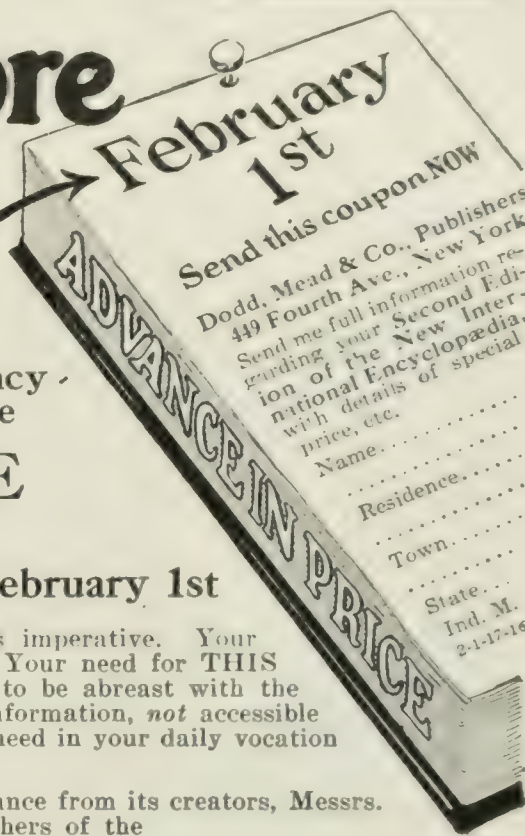 ore
February
1st
Send this coupon NOW
Dodd, Mead & Co., Publishers
449 Fourth Ave., New York
Send me full information re-
garding your Second Edi-
ion of the New Inter-
national Encyclopædia,
with details of special
price, etc.
Name
Residence
Town
State
Ind. M.
2-1-17-16
ADVANCE IN PRICE
ncy
e
E
ebruary 1st
s imperative. Your
Your need for THIS
to be abreast with the
nformation, not accessible
need in your daily vocation
ance from its creators, Messrs.
hers of the